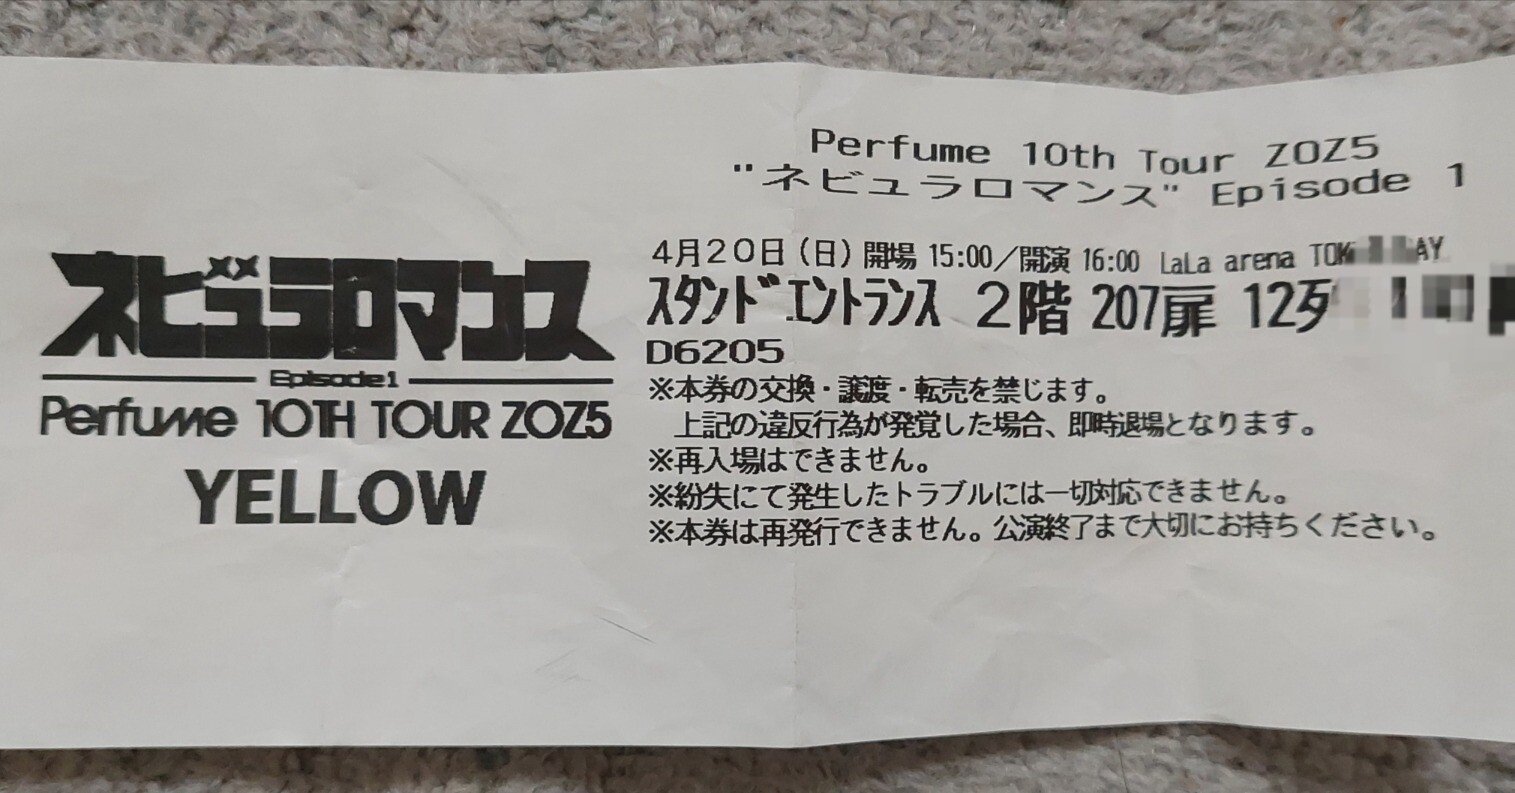 ネビュラロマンス
Episode1
Perfume 10TH TOUR ZOZ5
YELLOW
Perfume 10th Tour ZOZ5
"ネビュラロマンス" Episode 1
4月20日(日)開場 15:00/開演 16:00 LaLa arena
スタンドエントランス 2階 207扉 12列
D6205
※本券の交換・譲渡・転売を禁じます。
上記の違反行為が発覚した場合、即時退場となります。
※再入場はできません。
※紛失にて発生したトラブルには一切対応できません。
※本券は再発行できません。公演終了まで大切にお持ちください。